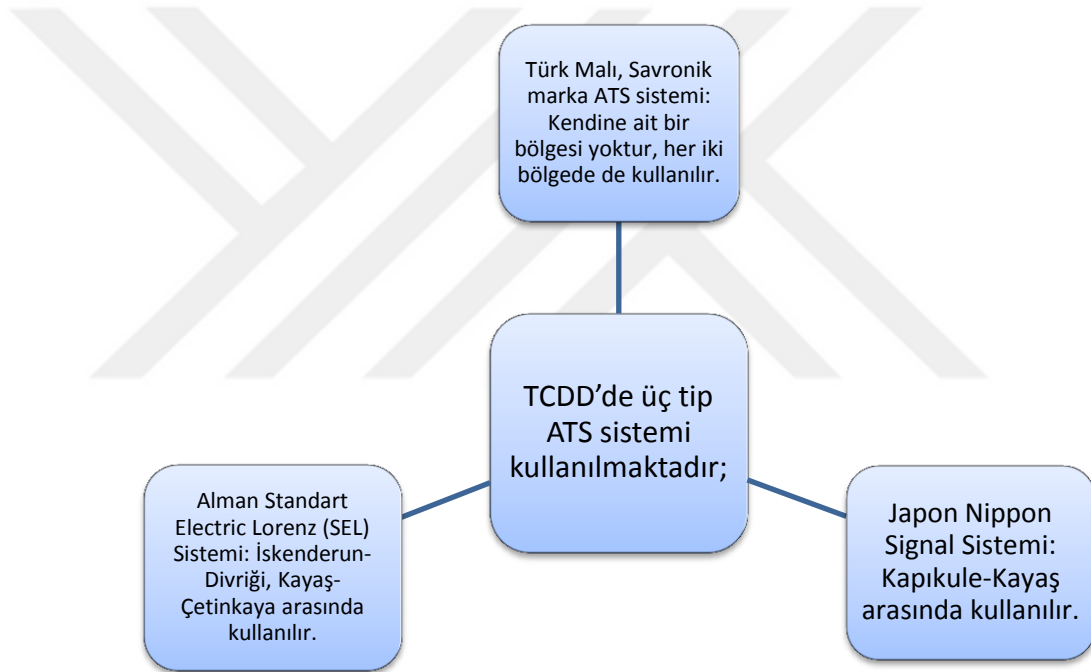 Türk Malı, Savronik
marka ATS sistemi:
Kendine ait bir
bölgesi yoktur, her iki
bölgede de kullanılır.
TCDD’de üç tip
ATS sistemi
kullanılmaktadır;
Alman Standart
Electric Lorenz (SEL)
Sistemi: İskenderun-
Divriği, Kayaş-
Çetinkaya arasında
kullanılır.
Japon Nippon
Signal Sistemi:
Kapıkule-Kayaş
arasında kullanılır.